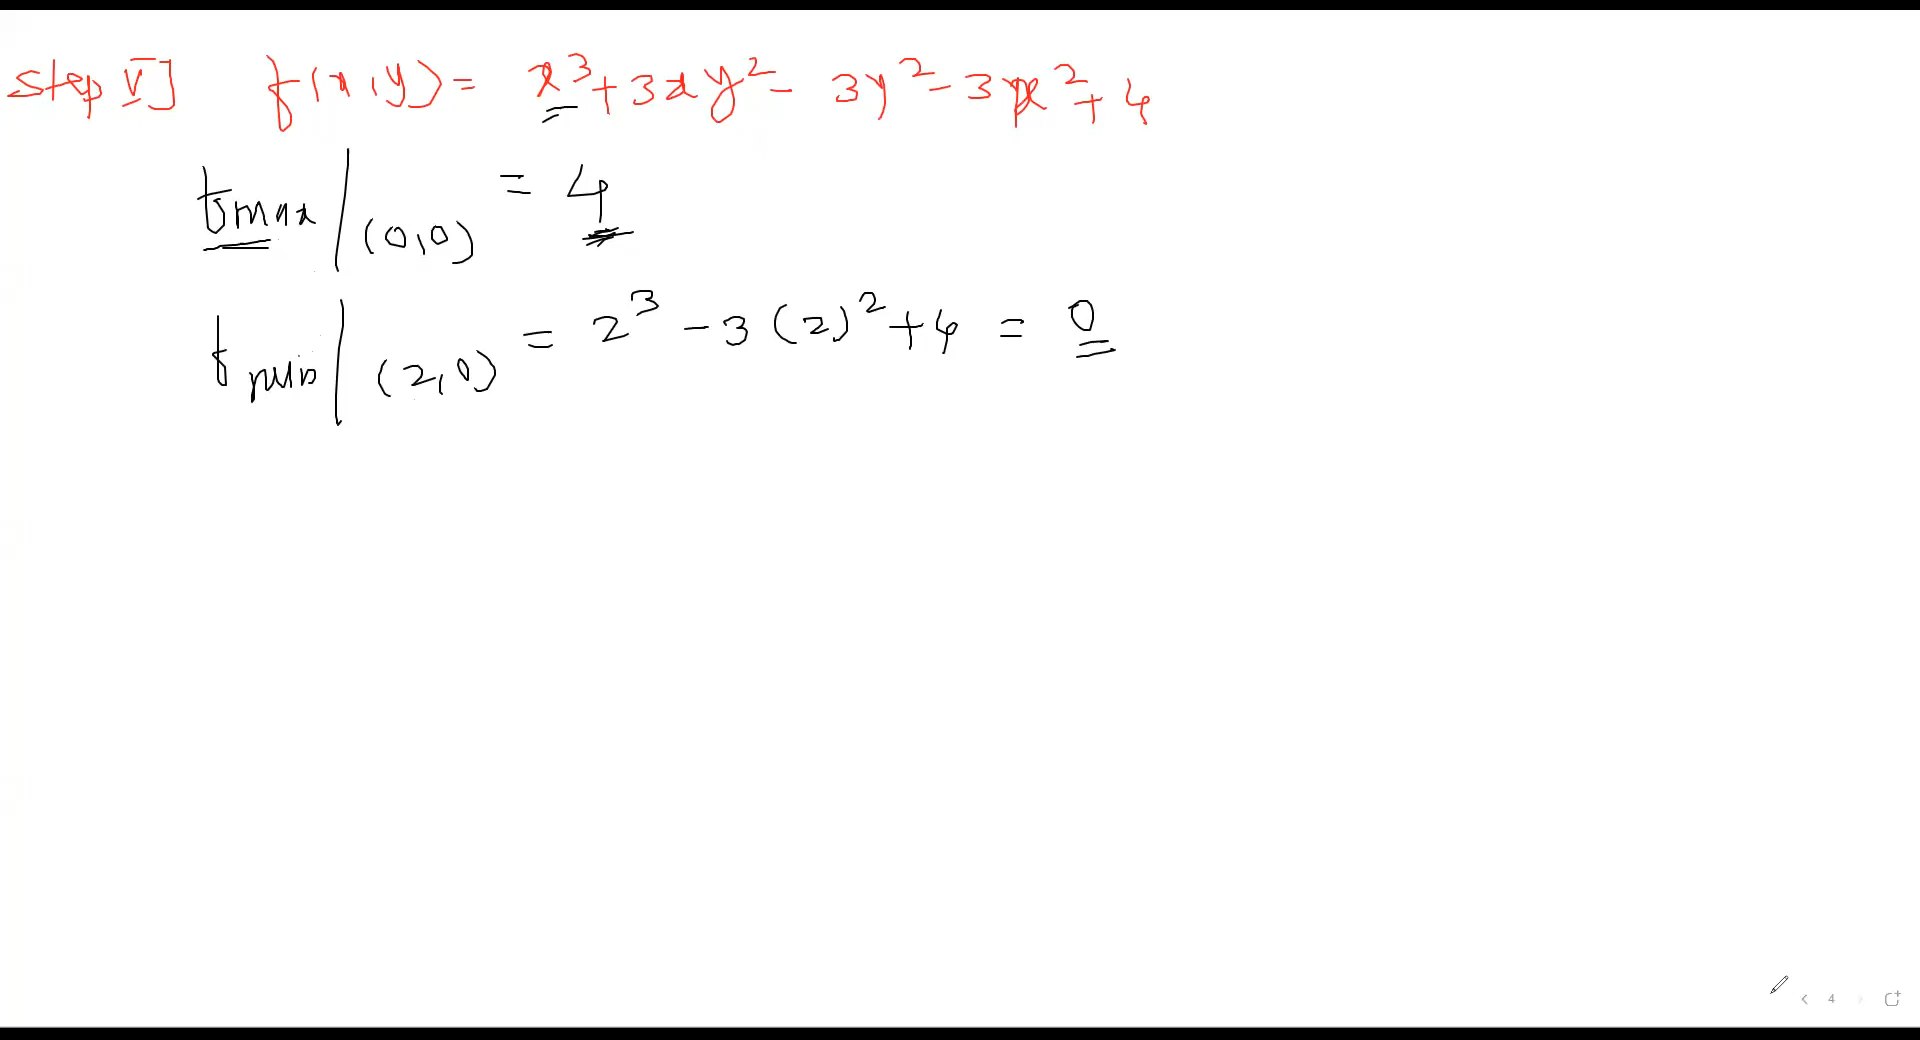 Step V] f(x,y) = x³ + 3xy² - 3y² - 3x² + 4
fmax|(0,0) = 4
fmin|(2,0) = 2³ - 3(2)² + 4 = 0
4